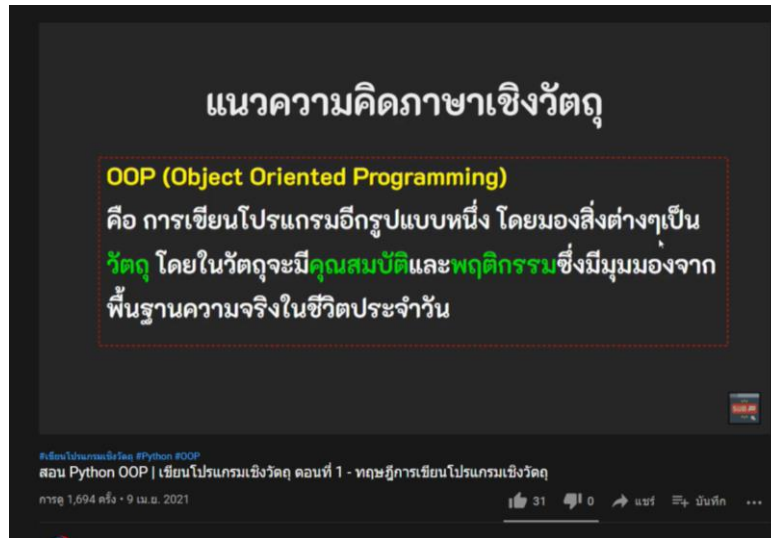 แนวความคิดภาษาเชิงวัตถุ
OOP (Object Oriented Programming)
คือ การเขียนโปรแกรมอีกรูปแบบหนึ่ง โดยมองสิ่งต่างๆเป็น
วัตถุ โดยในวัตถุจะมีคุณสมบัติและพฤติกรรมซึ่งมีมุมมองจาก
พื้นฐานความจริงในชีวิตประจำวัน
#เขียนโปรแกรมเชิงวัตถุ #Python #OOP
สอน Python OOP | เขียนโปรแกรมเชิงวัตถุ ตอนที่ 1 - ทฤษฎีการเขียนโปรแกรมเชิงวัตถุ
การดู 1,694 ครั้ง • 9 เม.ย. 2021 31 0 แชร์ บันทึก